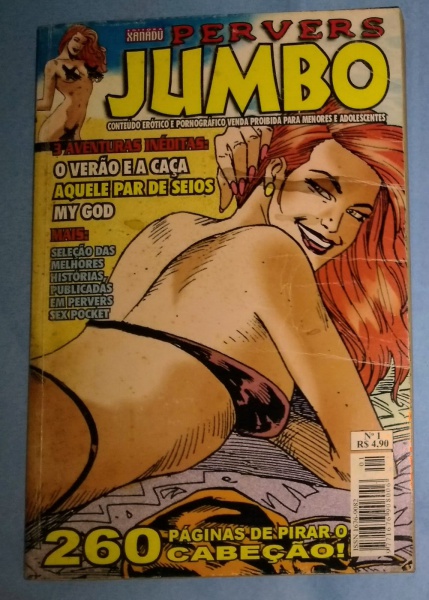 XANADU
PERVERS
JUMBO
CONTEÚDO ERÓTICO E PORNOGRÁFICO VENDA PROIBIDA PARA MENORES E ADOLESCENTES
3 AVENTURAS INÉDITAS:
O VERÃO E A CAÇA
AQUELE PAR DE SEIOS
MY GOD
MAIS:
SELEÇÃO DAS
MELHORES
HISTÓRIAS,
PUBLICADAS
EM PERVERS
SEX POCKET
Nº 1
R$ 4.90
260 PÁGINAS DE PIRAR O
CABEÇÃO!